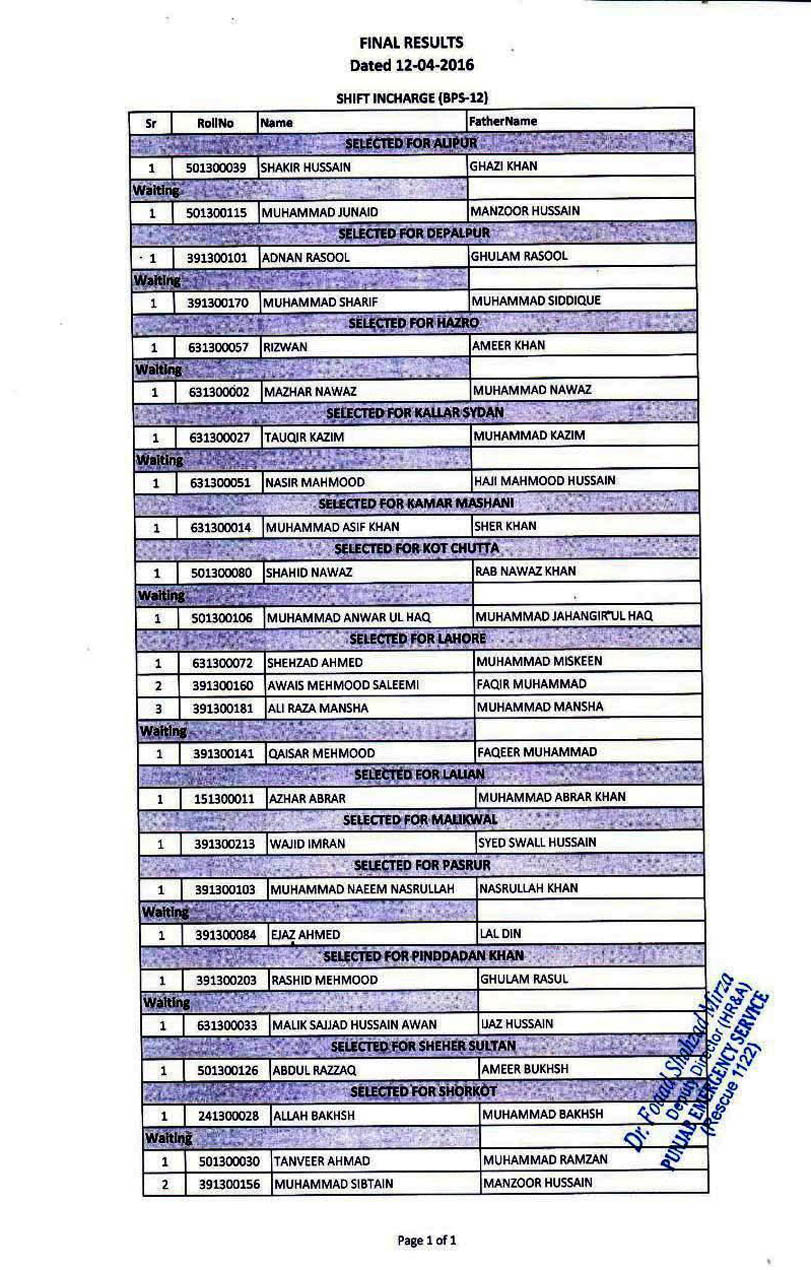 FINAL RESULTS
Dated 12-04-2016
SHIFT INCHARGE (BPS-12)
Sr RollNo Name FatherName
SELECTED FOR ALIPUR
1 501300039 SHAKIR HUSSAIN GHAZI KHAN
Waiting
1 501300115 MUHAMMAD JUNAID MANZOOR HUSSAIN
SELECTED FOR DEPALPUR
1 391300101 ADNAN RASOOL GHULAM RASOOL
Waiting
1 391300170 MUHAMMAD SHARIF MUHAMMAD SIDDIQUE
SELECTED FOR HAZRO
1 631300057 RIZWAN AMEER KHAN
Waiting
1 631300002 MAZHAR NAWAZ MUHAMMAD NAWAZ
SELECTED FOR KALLAR SYDAN
1 631300027 TAUQIR KAZIM MUHAMMAD KAZIM
Waiting
1 631300051 NASIR MAHMOOD HAJI MAHMOOD HUSSAIN
SELECTED FOR KAMAR MASHANI
1 631300014 MUHAMMAD ASIF KHAN SHER KHAN
SELECTED FOR KOT CHUTTA
1 501300080 SHAHID NAWAZ RAB NAWAZ KHAN
Waiting
1 501300106 MUHAMMAD ANWAR UL HAQ MUHAMMAD JAHANGIR UL HAQ
SELECTED FOR LAHORE
1 631300072 SHEHZAD AHMED MUHAMMAD MISKEEN
2 391300160 AWAIS MEHMOOD SALEEMI FAQIR MUHAMMAD
3 391300181 ALI RAZA MANSHA MUHAMMAD MANSHA
Waiting
1 391300141 QAISAR MEHMOOD FAQEER MUHAMMAD
SELECTED FOR LALIAN
1 151300011 AZHAR ABRAR MUHAMMAD ABRAR KHAN
SELECTED FOR MALIKWAL
1 391300213 WAJID IMRAN SYED SWALL HUSSAIN
SELECTED FOR PASRUR
1 391300103 MUHAMMAD NAEEM NASRULLAH NASRULLAH KHAN
Waiting
1 391300084 EJAZ AHMED LAL DIN
SELECTED FOR PINDDADAN KHAN
1 391300203 RASHID MEHMOOD GHULAM RASUL
Waiting
1 631300033 MALIK SAJJAD HUSSAIN AWAN IJAZ HUSSAIN
SELECTED FOR SHEHER SULTAN
1 501300126 ABDUL RAZZAQ AMEER BUKHSH
SELECTED FOR SHORKOT
1 241300028 ALLAH BAKHSH MUHAMMAD BAKHSH
Waiting
1 501300030 TANVEER AHMAD MUHAMMAD RAMZAN
2 391300156 MUHAMMAD SIBTAIN MANZOOR HUSSAIN
Dr. Foaad Shahzad Mirza
Deputy Director (HR&A)
PUNJAB EMERGENCY SERVICE
(Rescue 1122)
Page 1 of 1